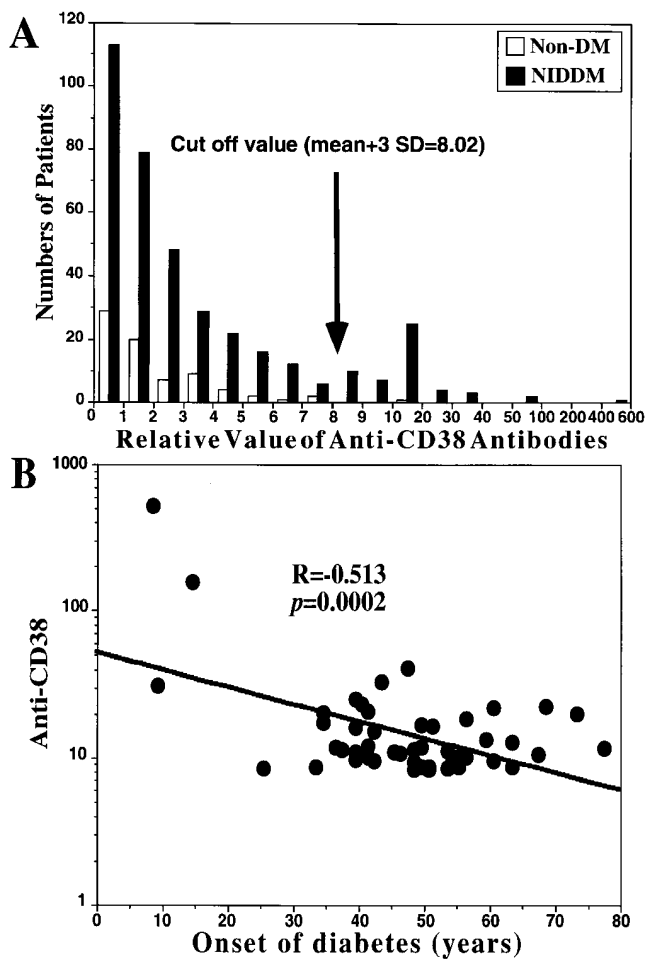 A
120
100
80
60
40
20
0
Numbers of Patients
Non-DM
NIDDM
Cut off value (mean+3 SD=8.02)
0 1 2 3 4 5 6 7 8 9 10 20 30 40 50 100 200 400 600
Relative Value of Anti-CD38 Antibodies
B
1000
100
10
1
Anti-CD38
R=-0.513
p=0.0002
0 10 20 30 40 50 60 70 80
Onset of diabetes (years)